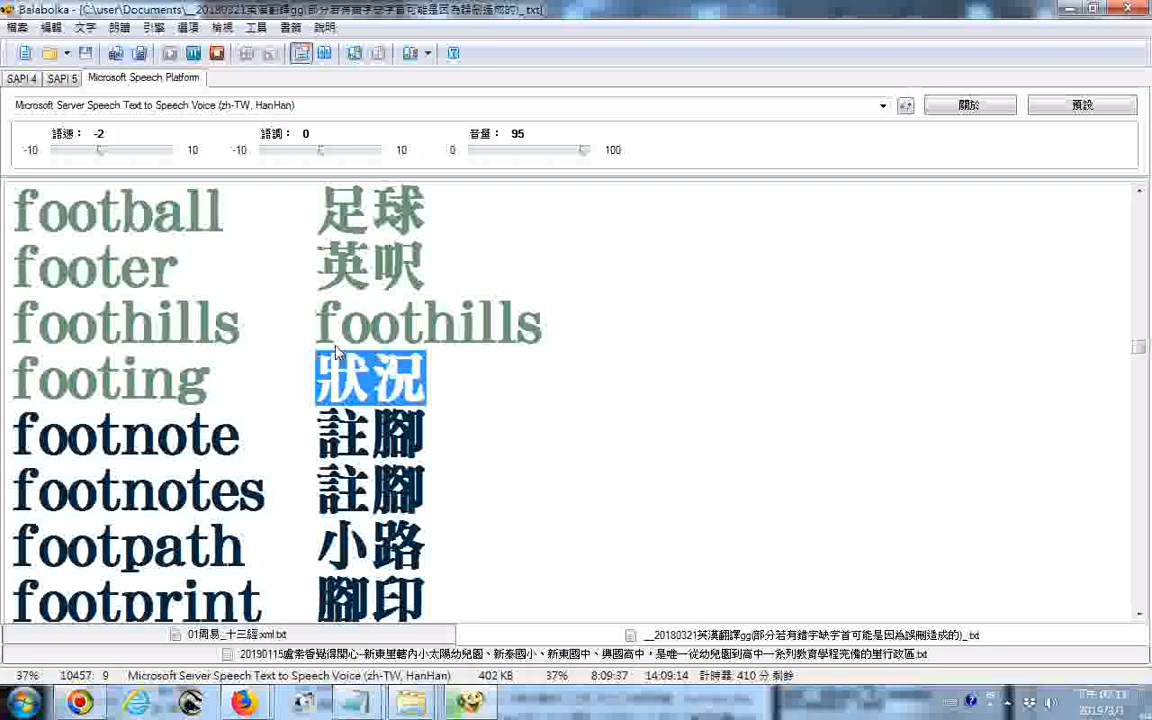 Balabolka - [C:\user\Documents\__20180321英漢翻譯gg(部分若有錯字缺字首可能是因為誤刪造成的)_.txt]
檔案 編輯 文字 朗讀 引擎 選項 檢視 工具 書籤 說明
SAPI 4 SAPI 5 Microsoft Speech Platform
Microsoft Server Speech Text to Speech Voice (zh-TW, HanHan) 關於 預設
語速： -2 語調： 0 音量： 95
-10 10 -10 10 0 100
football 足球
footer 英呎
foothills foothills
footing 狀況
footnote 註腳
footnotes 註腳
footpath 小路
footprint 腳印
01周易_十三經.xml.txt __20180321英漢翻譯gg(部分若有錯字缺字首可能是因為誤刪造成的)_.txt
20190115盧素香覺得開心-新東里轄內小太陽幼兒園、新泰國小、新東國中、興國高中，是唯一從幼兒園到高中一系列教育學程完備的里行政區.txt
37% 10457: 9 Microsoft Server Speech Text to Speech Voice (zh-TW, HanHan) 402 KB 37% 8:09:37 14:09:14 計時器: 410 分 剩餘
2019/3/1